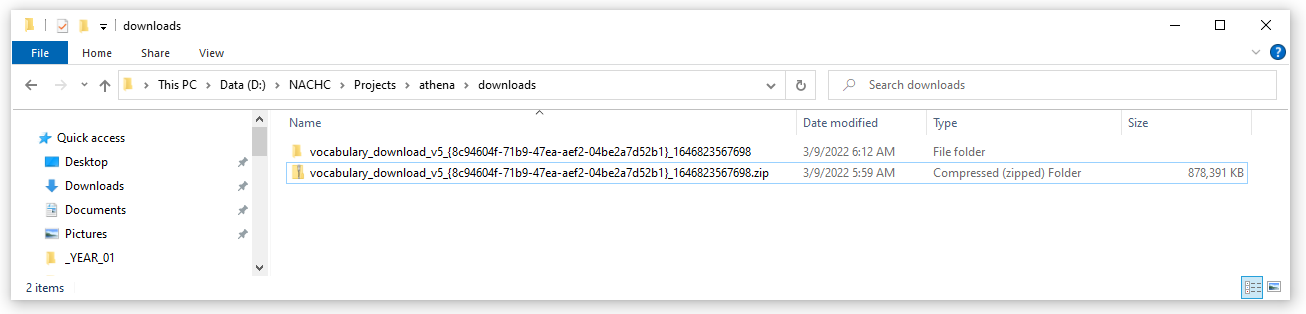 downloads
File Home Share View
This PC Data (D:) NACHC Projects athena downloads Search downloads
Name Date modified Type Size
Quick access
Desktop
Downloads
Documents
Pictures
_YEAR_01
vocabulary_download_v5_{8c94604f-71b9-47ea-aef2-04be2a7d52b1}_1646823567698 3/9/2022 6:12 AM File folder
vocabulary_download_v5_{8c94604f-71b9-47ea-aef2-04be2a7d52b1}_1646823567698.zip 3/9/2022 5:59 AM Compressed (zipped) Folder 878,391 KB
2 items